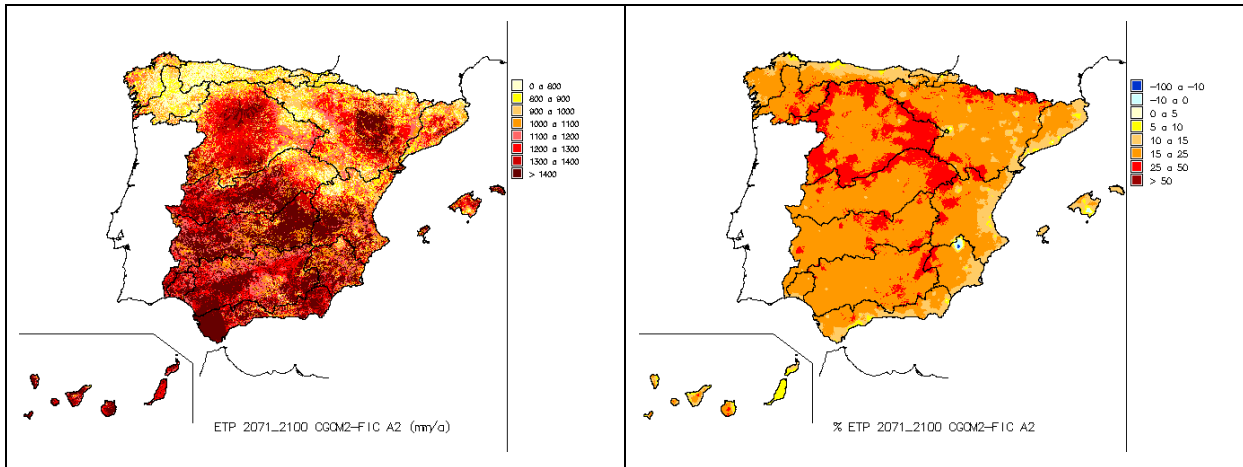 0 a 800
800 a 900
900 a 1000
1000 a 1100
1100 a 1200
1200 a 1300
1300 a 1400
> 1400
ETP 2071_2100 CGCM2-FIC A2 (mm/a)
-100 a -10
-10 a 0
0 a 5
5 a 10
10 a 15
15 a 25
25 a 50
> 50
% ETP 2071_2100 CGCM2-FIC A2